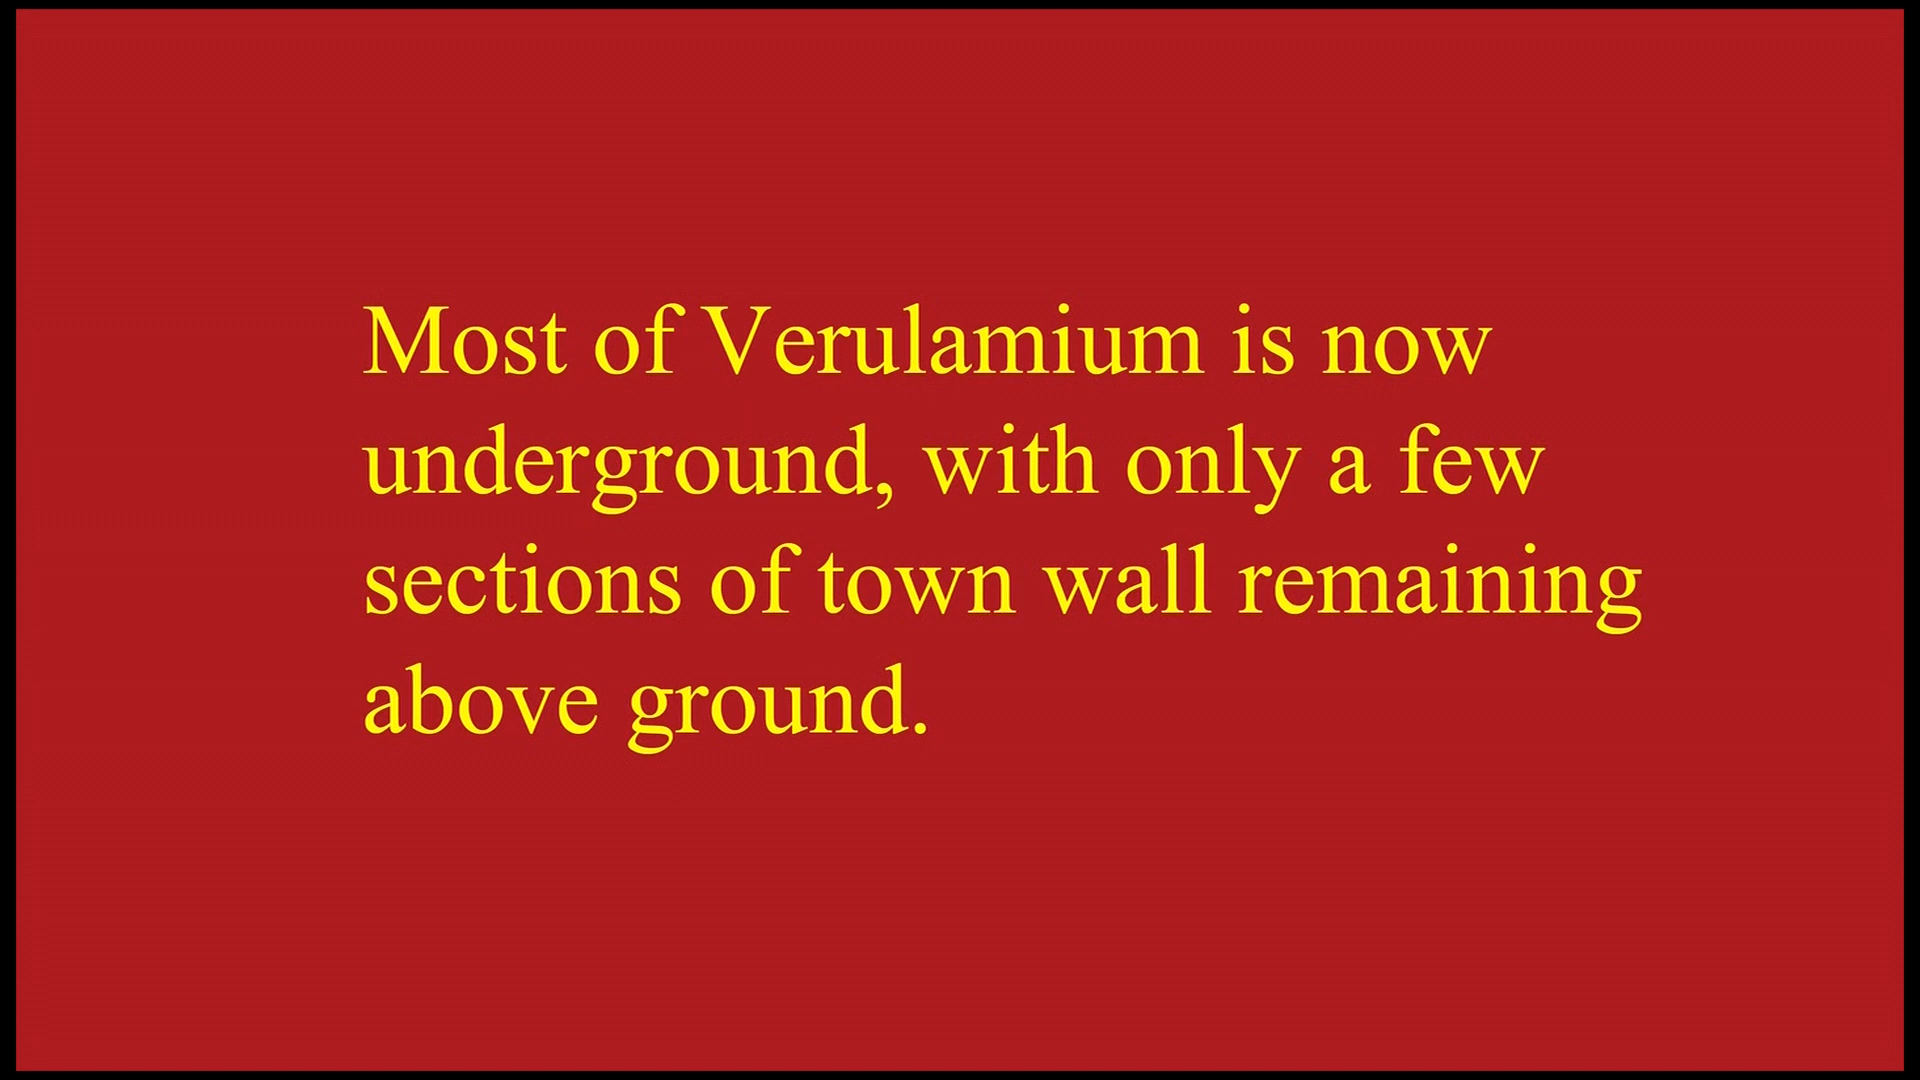 Most of Verulamium is now
underground, with only a few
sections of town wall remaining
above ground.